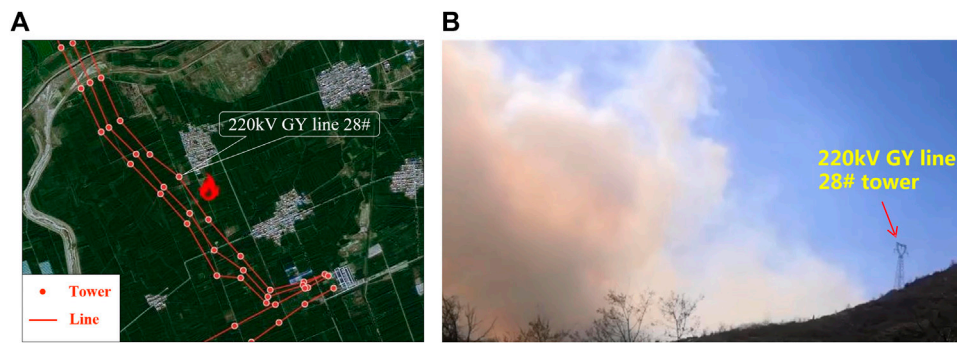 A
B
220kV GY line 28#
220kV GY line
28# tower
Tower
Line